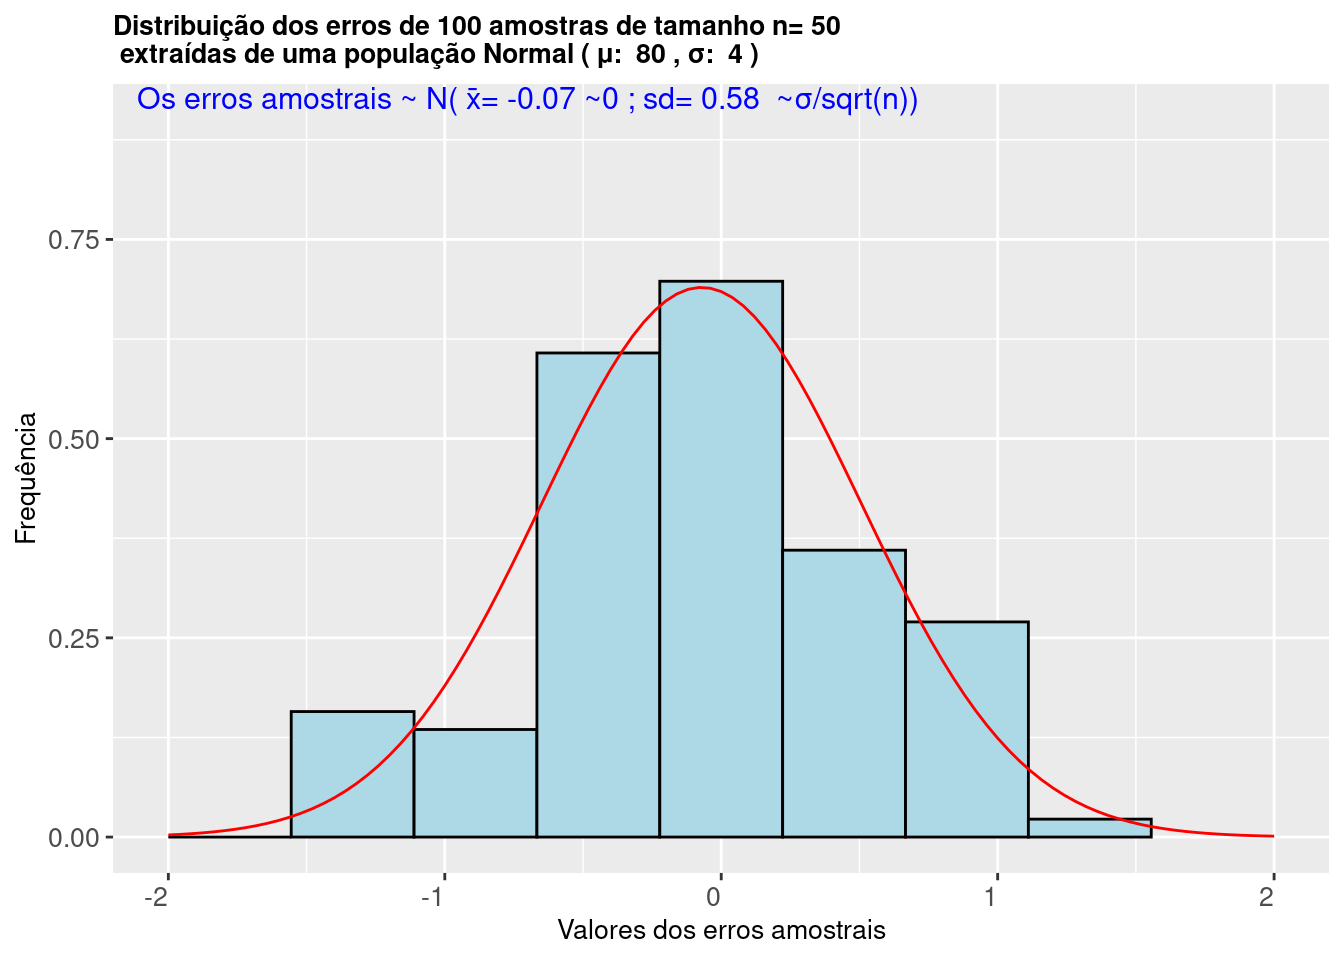 Distribuição dos erros de 100 amostras de tamanho n= 50
extraídas de uma população Normal ( μ:  80 , σ:  4 )
Os erros amostrais ~ N( x̄= -0.07 ~0 ; sd= 0.58  ~σ/sqrt(n))
Frequência
0.75
0.50
0.25
0.00
-2
-1
0
1
2
Valores dos erros amostrais